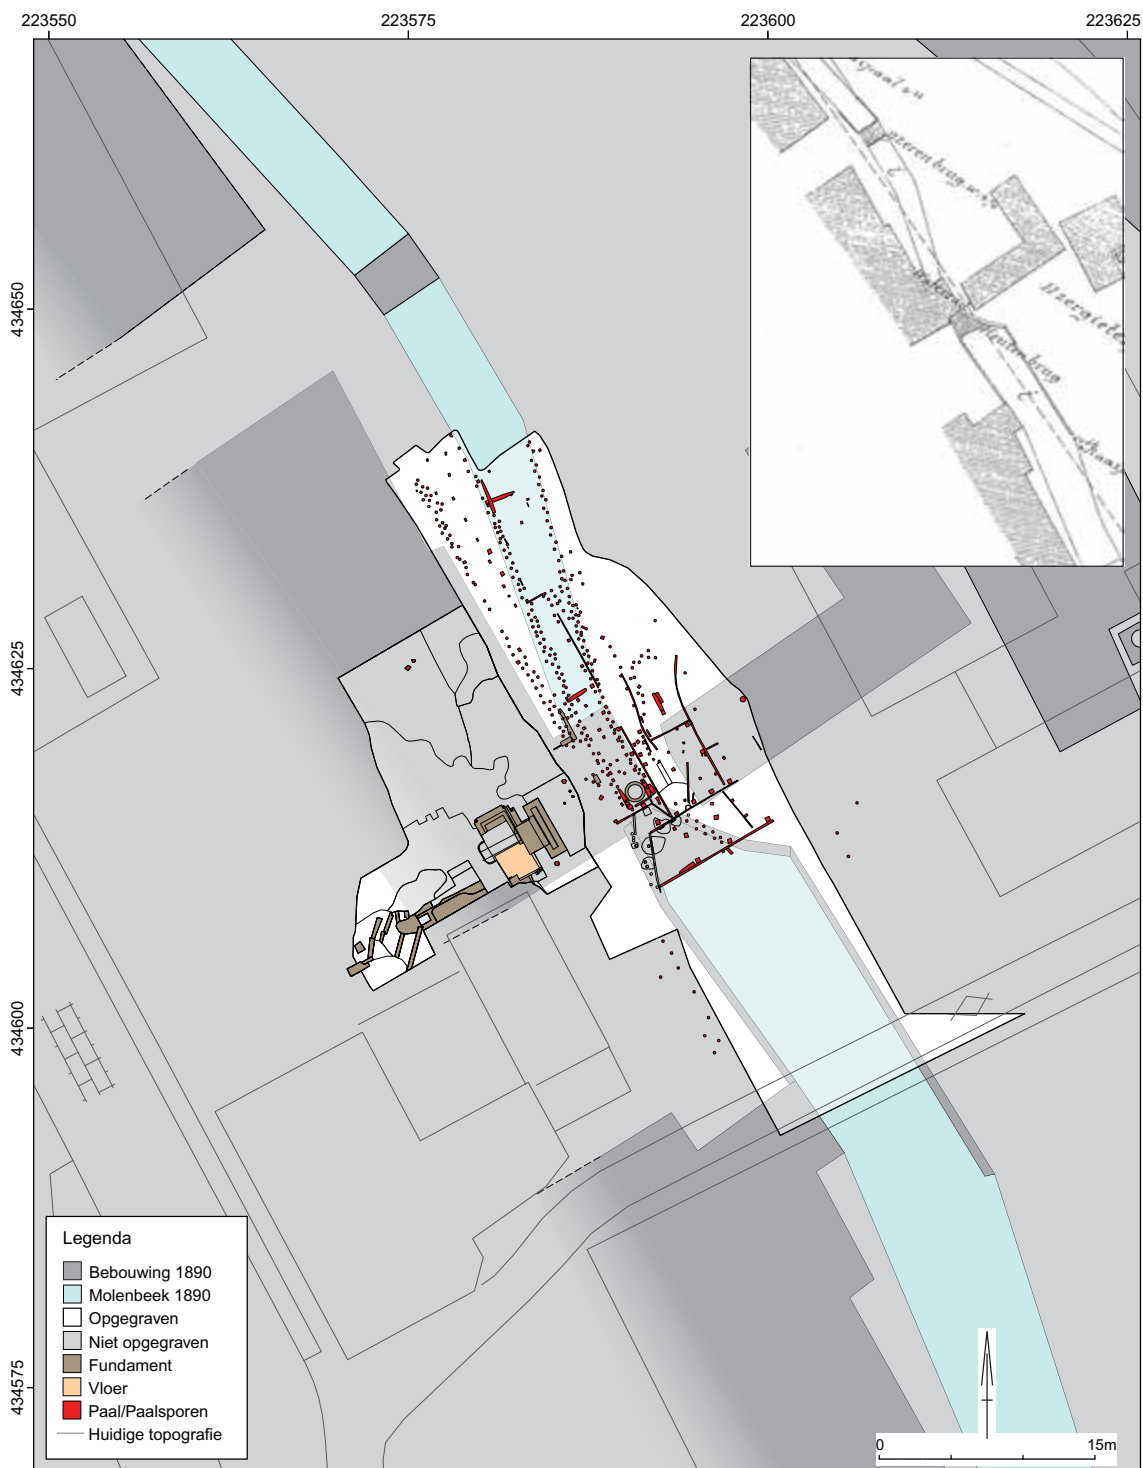 223550
223575
223600
223625
434650
434625
434600
434575
IJzerenbrug
Legenda
Bebouwing 1890
Molenbeek 1890
Opgegraven
Niet opgegraven
Fundament
Vloer
Paal/Paalsporen
Huidige topografie
0
15m